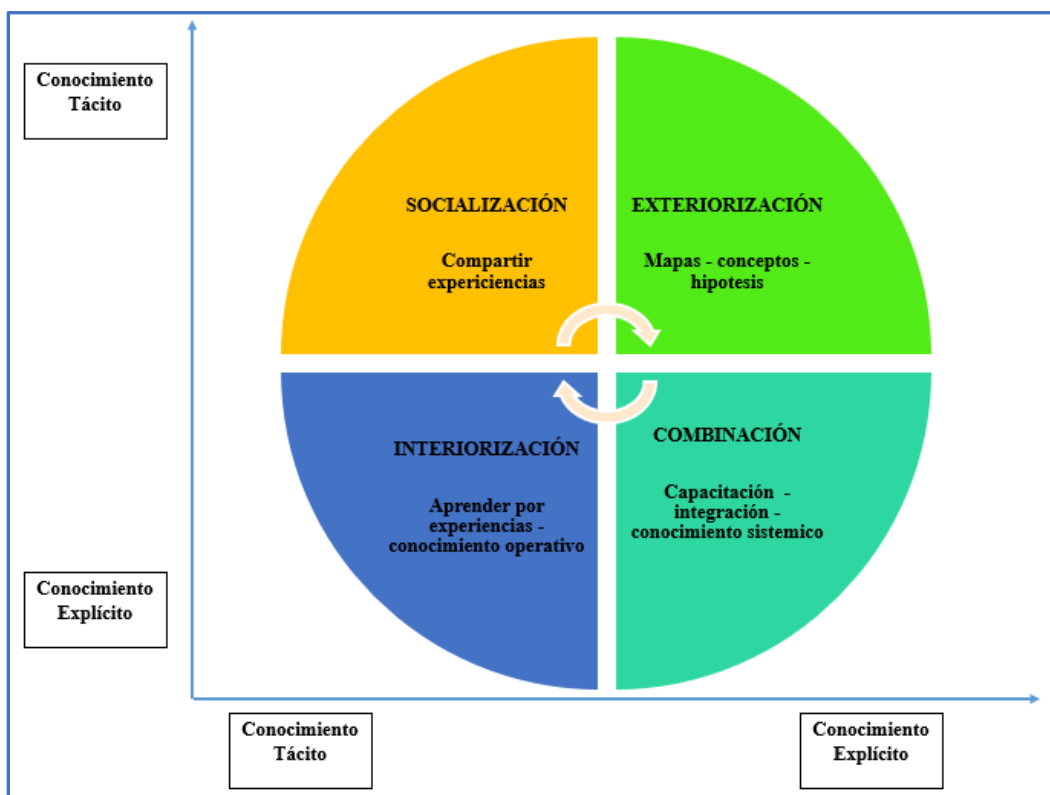 Conocimiento
Tácito
SOCIALIZACIÓN
Compartir
expericiencias
EXTERIORIZACIÓN
Mapas - conceptos -
hipotesis
INTERIORIZACIÓN
Aprender por
experiencias -
conocimiento operativo
COMBINACIÓN
Capacitación -
integración -
conocimiento sistemico
Conocimiento
Explícito
Conocimiento
Tácito
Conocimiento
Explícito